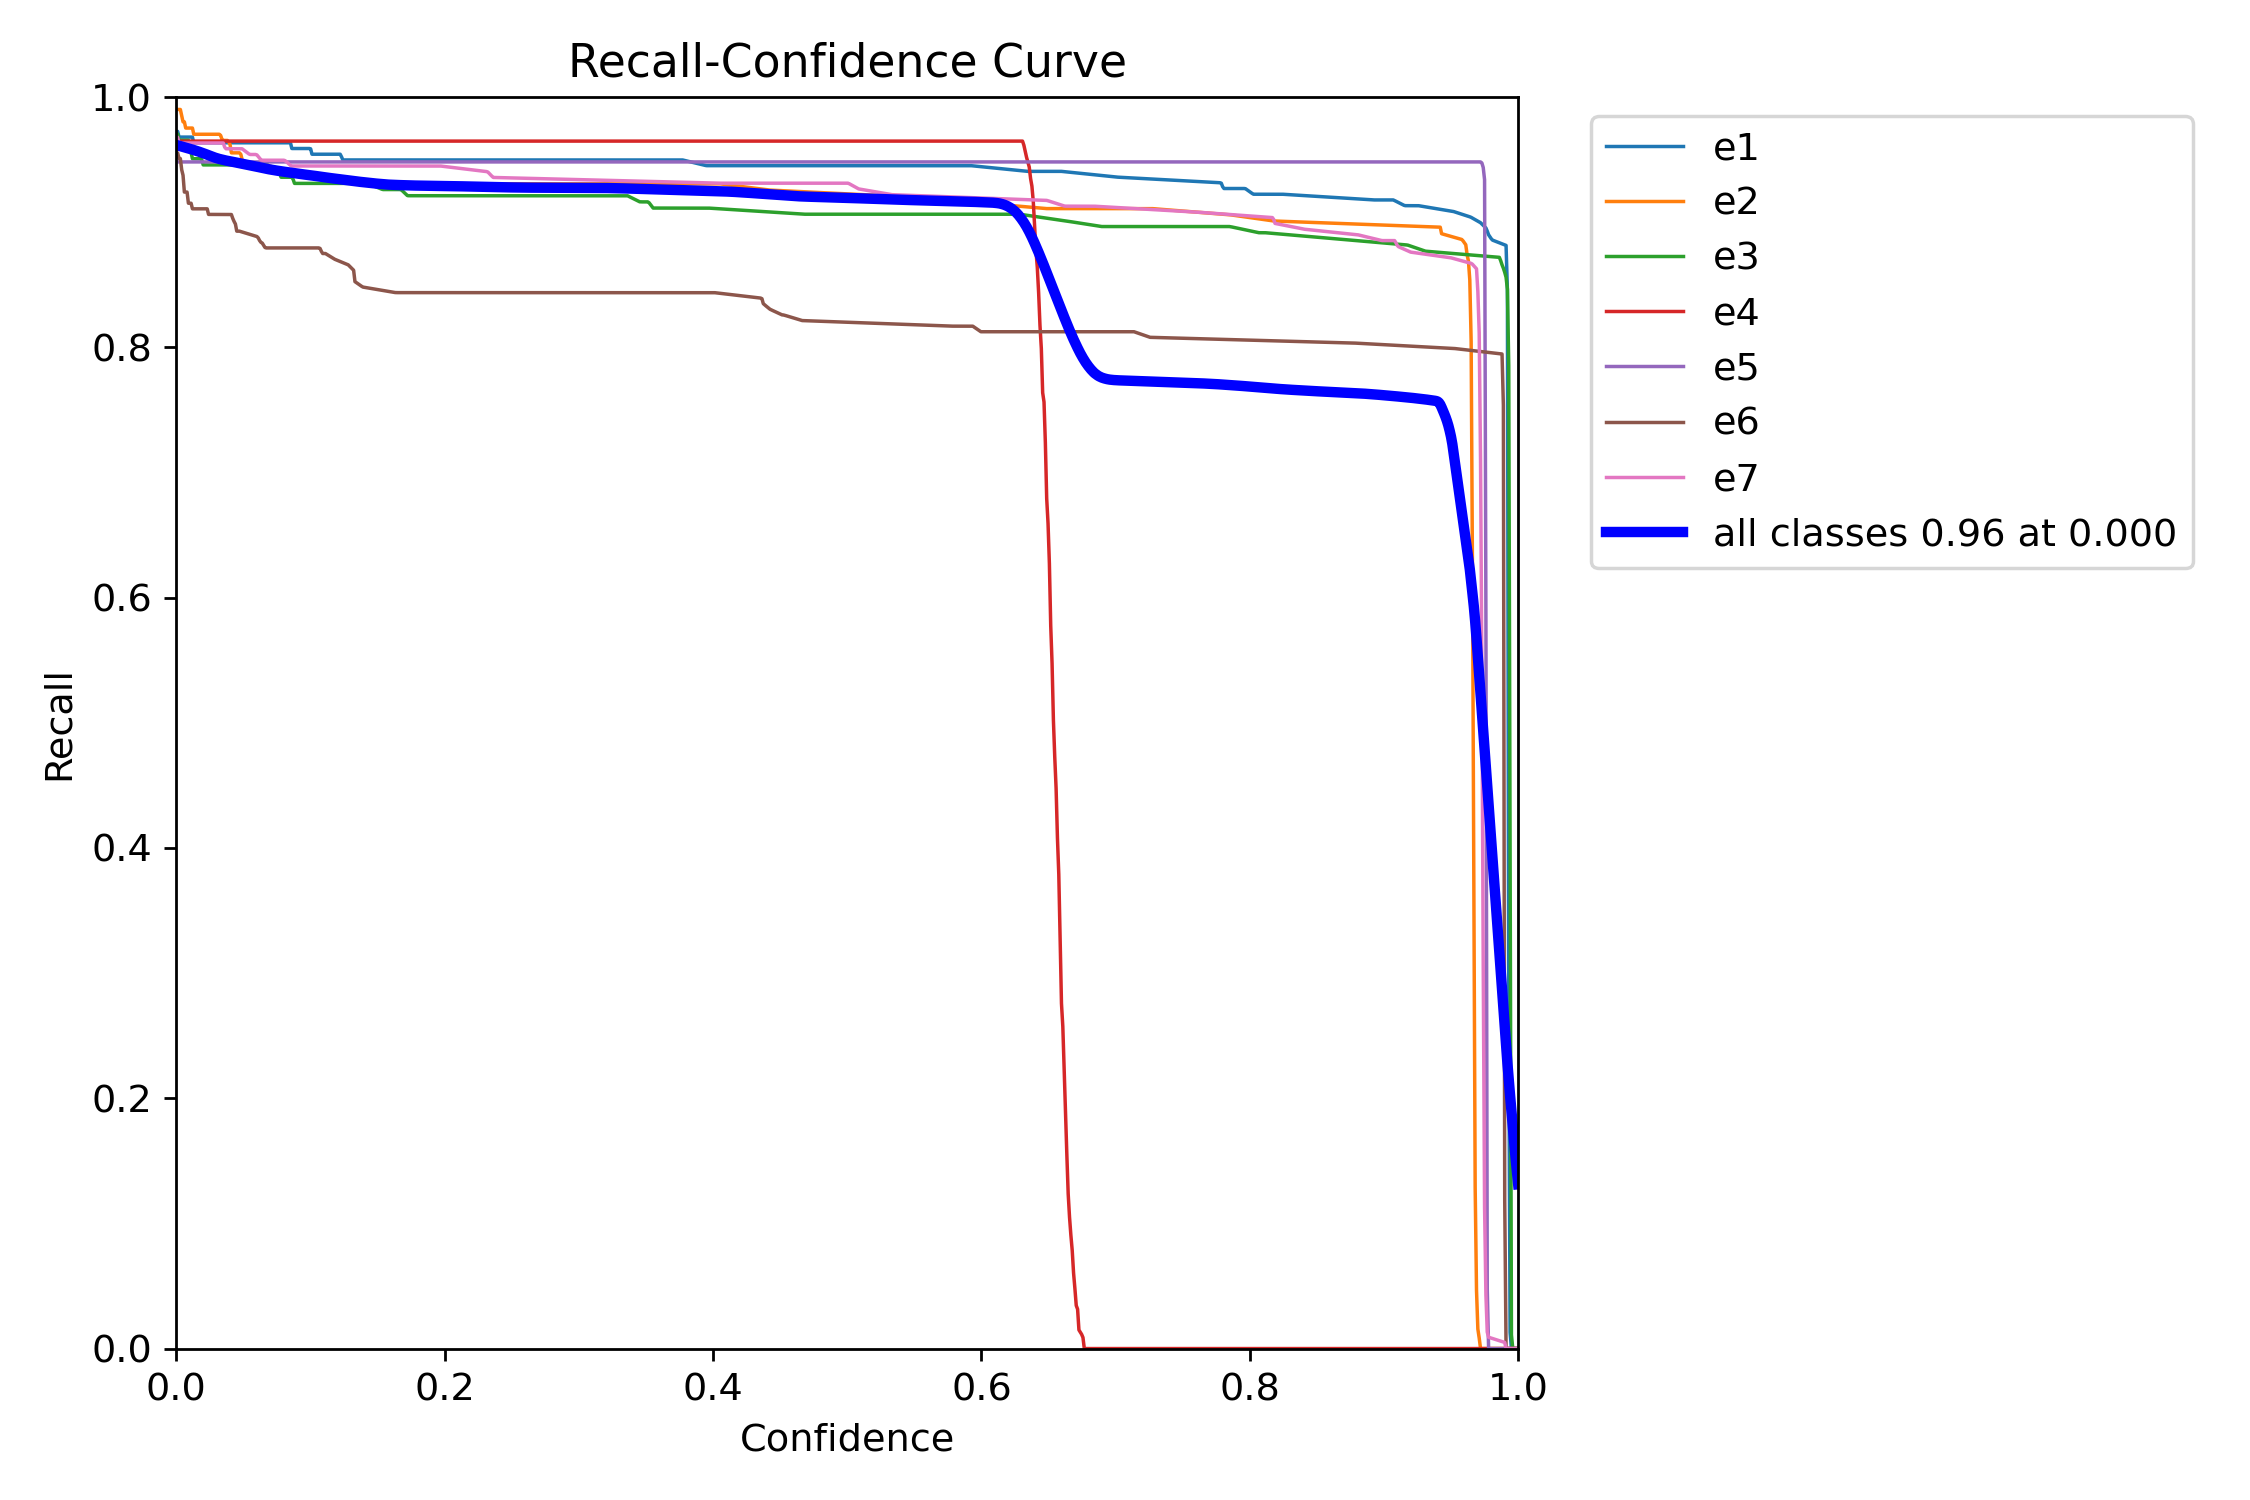 Recall-Confidence Curve
1.0
0.8
0.6
0.4
0.2
0.0
Recall
0.0 0.2 0.4 0.6 0.8 1.0
Confidence
e1
e2
e3
e4
e5
e6
e7
all classes 0.96 at 0.000